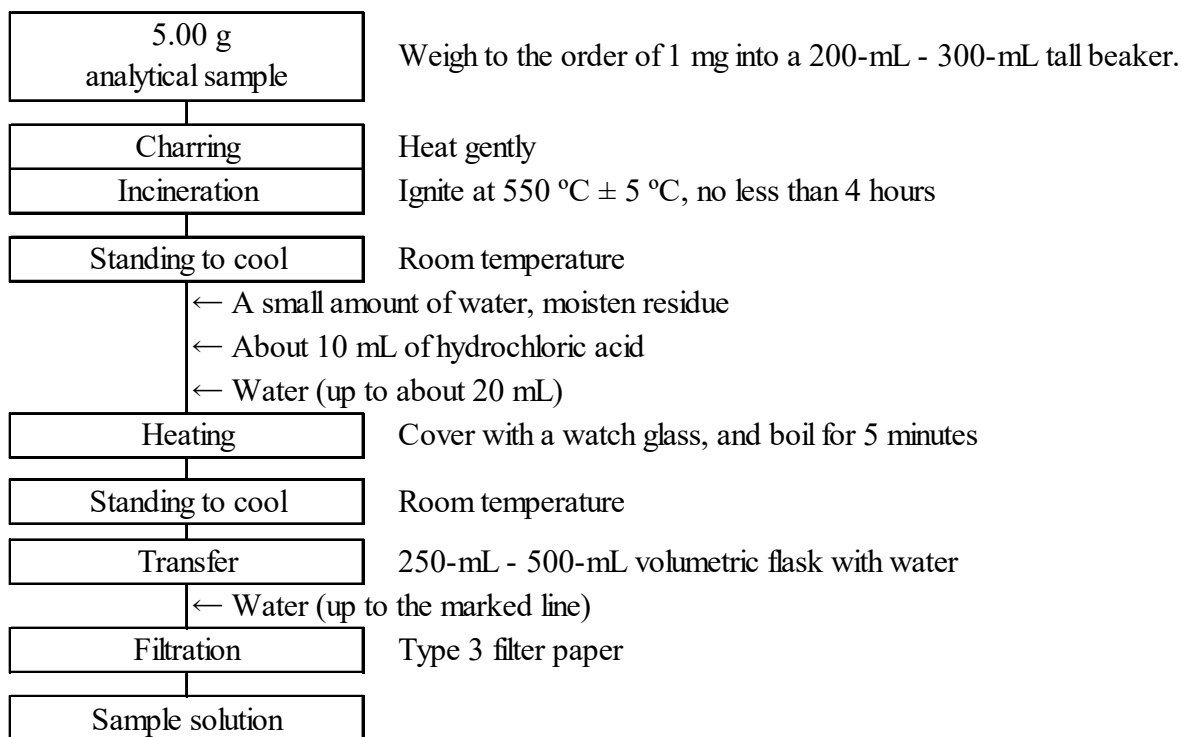 5.00 g
analytical sample
Weigh to the order of 1 mg into a 200-mL - 300-mL tall beaker.
Charring
Heat gently
Incineration
Ignite at 550 ºC ± 5 ºC, no less than 4 hours
Standing to cool
Room temperature
← A small amount of water, moisten residue
← About 10 mL of hydrochloric acid
← Water (up to about 20 mL)
Heating
Cover with a watch glass, and boil for 5 minutes
Standing to cool
Room temperature
Transfer
250-mL - 500-mL volumetric flask with water
← Water (up to the marked line)
Filtration
Type 3 filter paper
Sample solution